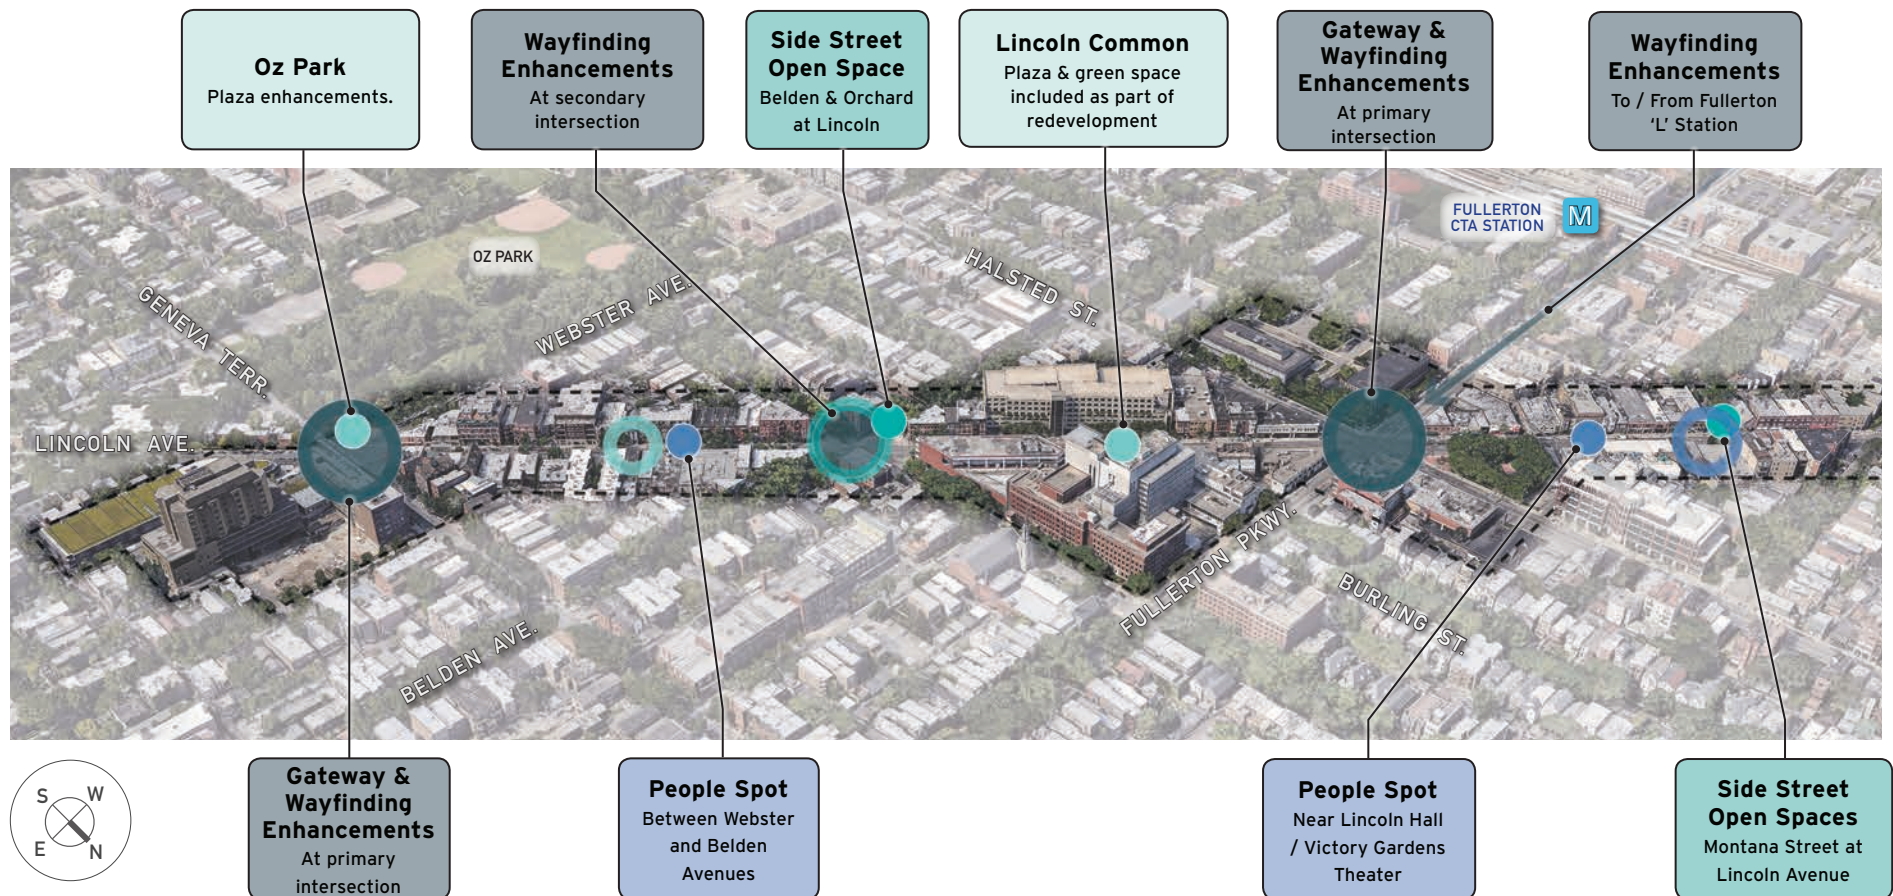 Oz Park
Plaza enhancements.
Wayfinding
Enhancements
At secondary
intersection
Side Street
Open Space
Belden & Orchard
at Lincoln
Lincoln Common
Plaza & green space
included as part of
redevelopment
Gateway &
Wayfinding
Enhancements
At primary
intersection
Wayfinding
Enhancements
To / From Fullerton
‘L’ Station
FULLERTON
CTA STATION
M
OZ PARK
HALSTED ST.
WEBSTER AVE.
GENEVA TERR.
LINCOLN AVE.
FULLERTON PKWY.
BURLING ST.
BELDEN AVE.
S W
E N
Gateway &
Wayfinding
Enhancements
At primary
intersection
People Spot
Between Webster
and Belden
Avenues
People Spot
Near Lincoln Hall
/ Victory Gardens
Theater
Side Street
Open Spaces
Montana Street at
Lincoln Avenue